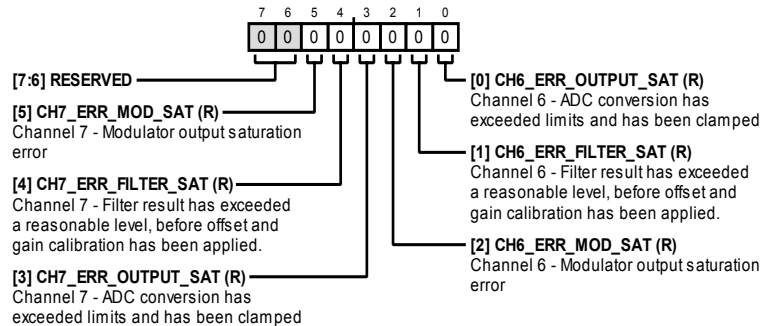 7 6 5 4 3 2 1 0
0 0 0 0 0 0 0 0
[7:6] RESERVED
[5] CH7_ERR_MOD_SAT (R)
Channel 7 - Modulator output saturation
error
[4] CH7_ERR_FILTER_SAT (R)
Channel 7 - Filter result has exceeded
a reasonable level, before offset and
gain calibration has been applied.
[3] CH7_ERR_OUTPUT_SAT (R)
Channel 7 - ADC conversion has
exceeded limits and has been clamped
[0] CH6_ERR_OUTPUT_SAT (R)
Channel 6 - ADC conversion has
exceeded limits and has been clamped
[1] CH6_ERR_FILTER_SAT (R)
Channel 6 - Filter result has exceeded
a reasonable level, before offset and
gain calibration has been applied.
[2] CH6_ERR_MOD_SAT (R)
Channel 6 - Modulator output saturation
error